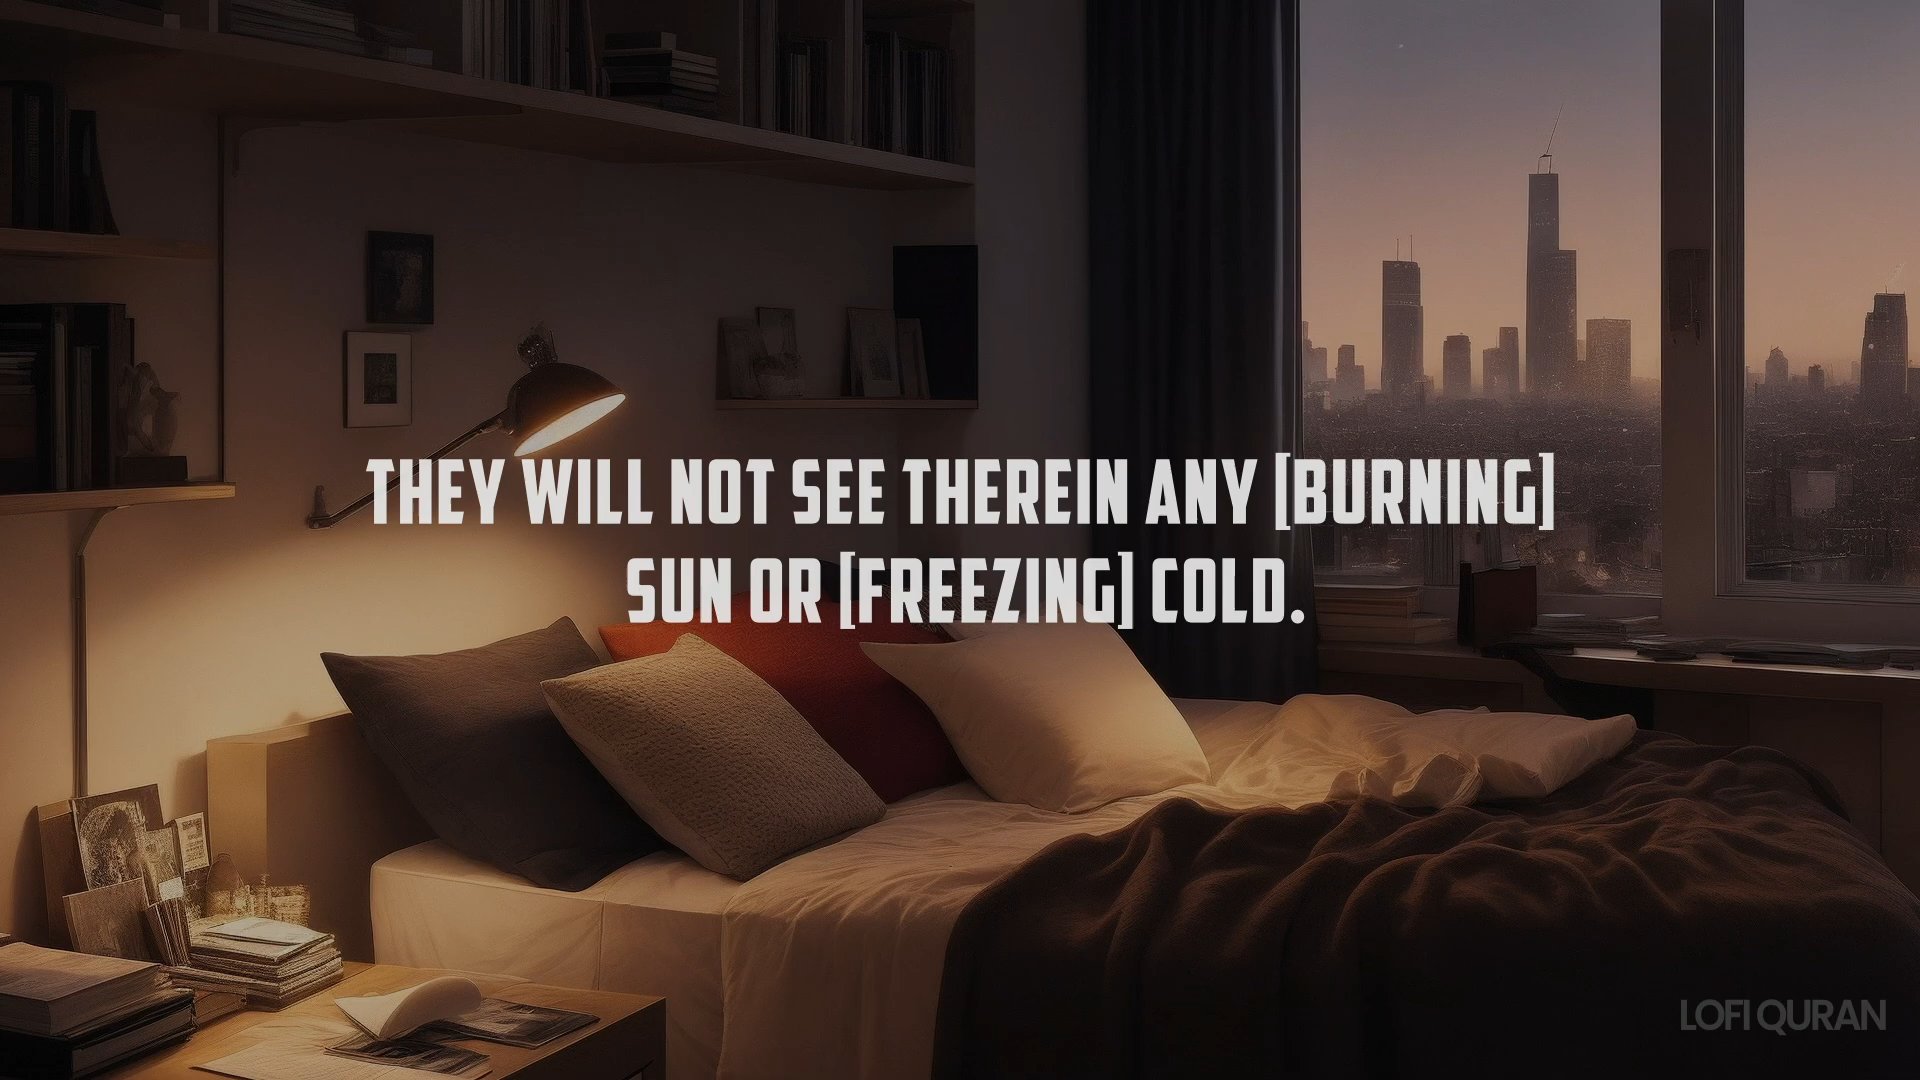 THEY WILL NOT SEE THEREIN ANY [BURNING]
SUN OR [FREEZING] COLD.
LOFI QURAN